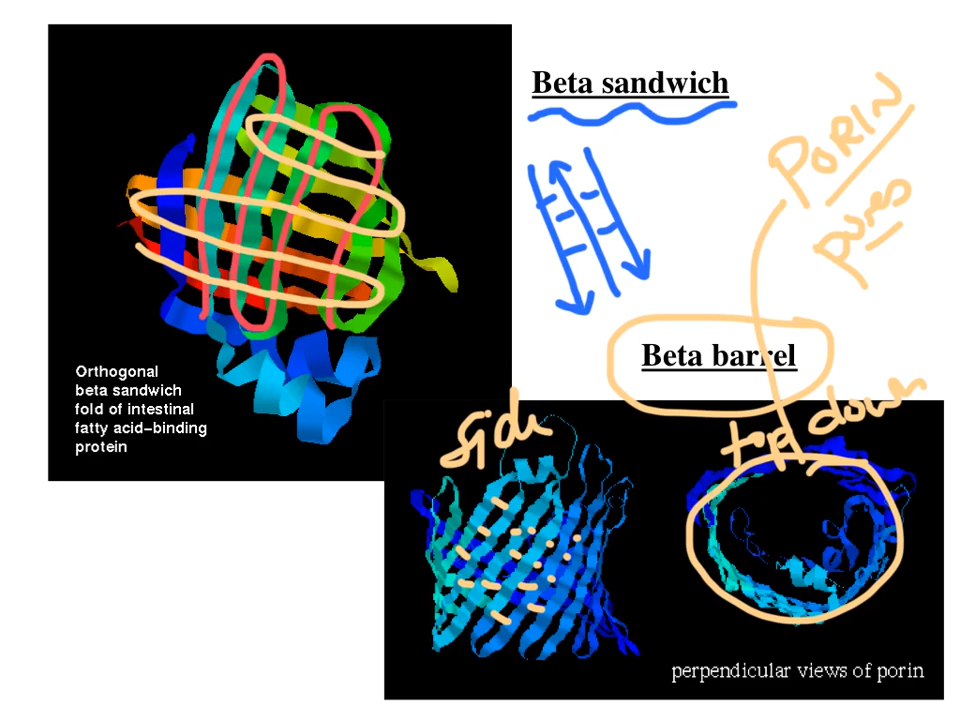 Beta sandwich
PORIN
pores
Orthogonal
beta sandwich
fold of intestinal
fatty acid-binding
protein
Beta barrel
side
top down
perpendicular views of porin